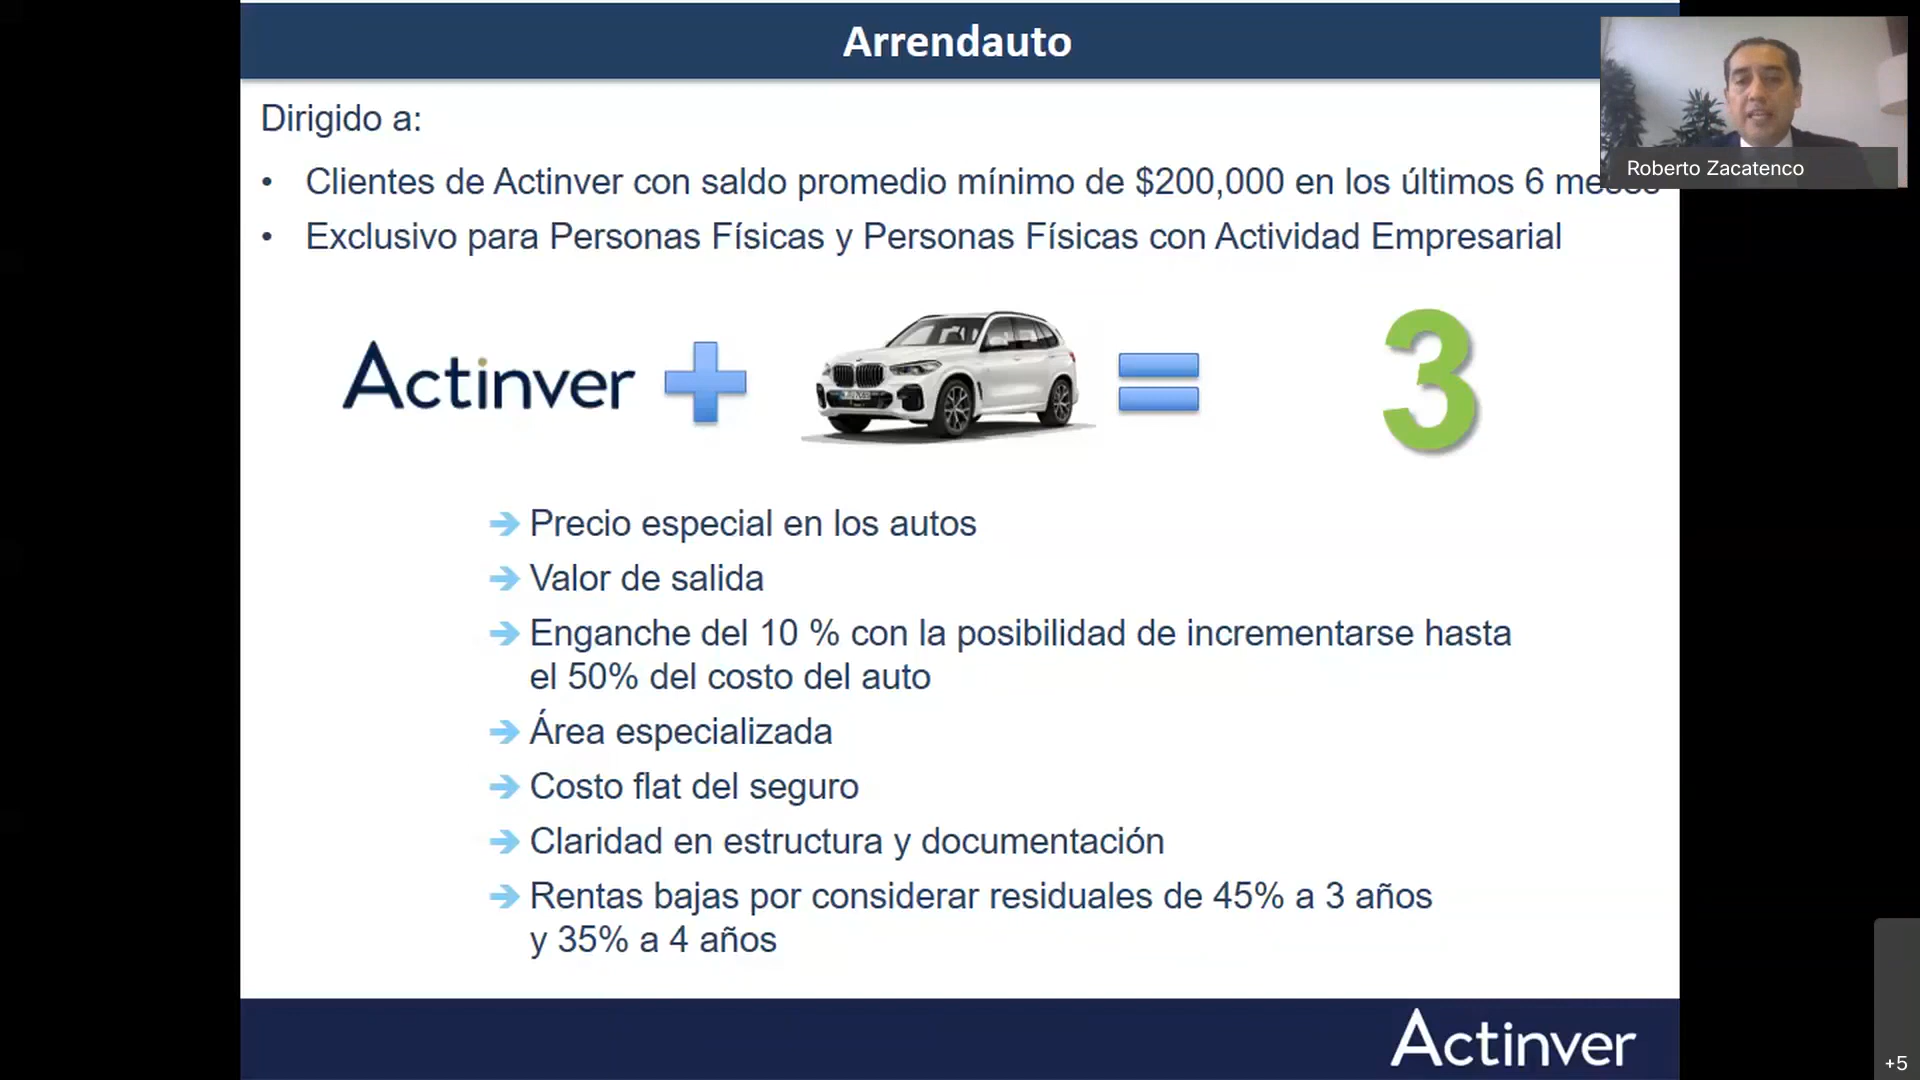 Arrendauto
Dirigido a:
• Clientes de Actinver con saldo promedio mínimo de $200,000 en los últimos 6 meses
Roberto Zacatenco
• Exclusivo para Personas Físicas y Personas Físicas con Actividad Empresarial
Actinver
3
Precio especial en los autos
Valor de salida
Enganche del 10 % con la posibilidad de incrementarse hasta
el 50% del costo del auto
Área especializada
Costo flat del seguro
Claridad en estructura y documentación
Rentas bajas por considerar residuales de 45% a 3 años
y 35% a 4 años
Actinver
+5